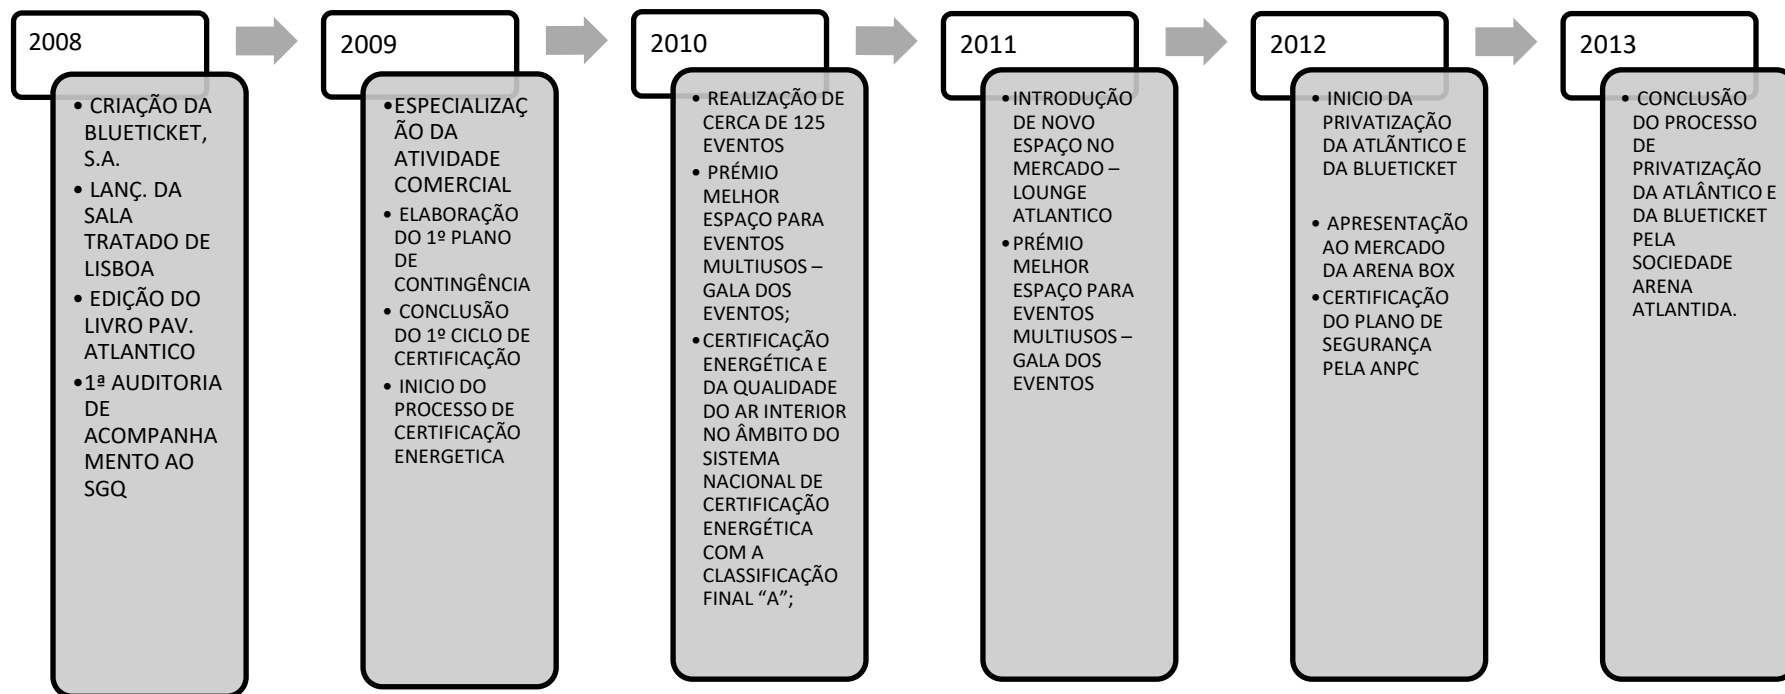 2008
• CRIAÇÃO DA
BLUETICKET,
S.A.
• LANÇ. DA
SALA
TRATADO DE
LISBOA
• EDIÇÃO DO
LIVRO PAV.
ATLANTICO
•1ª AUDITORIA
DE
ACOMPANHA
MENTO AO
SGQ
2009
•ESPECIALIZAÇ
ÃO DA
ATIVIDADE
COMERCIAL
• ELABORAÇÃO
DO 1º PLANO
DE
CONTINGÊNCIA
• CONCLUSÃO
DO 1º CICLO DE
CERTIFICAÇÃO
• INICIO DO
PROCESSO DE
CERTIFICAÇÃO
ENERGETICA
2010
• REALIZAÇÃO DE
CERCA DE 125
EVENTOS
• PRÉMIO
MELHOR
ESPAÇO PARA
EVENTOS
MULTIUSOS –
GALA DOS
EVENTOS;
•CERTIFICAÇÃO
ENERGÉTICA E
DA QUALIDADE
DO AR INTERIOR
NO ÂMBITO DO
SISTEMA
NACIONAL DE
CERTIFICAÇÃO
ENERGÉTICA
COM A
CLASSIFICAÇÃO
FINAL “A”;
2011
•INTRODUÇÃO
DE NOVO
ESPAÇO NO
MERCADO –
LOUNGE
ATLANTICO
•PRÉMIO
MELHOR
ESPAÇO PARA
EVENTOS
MULTIUSOS –
GALA DOS
EVENTOS
2012
• INICIO DA
PRIVATIZAÇÃO
DA ATLÃNTICO E
DA BLUETICKET
• APRESENTAÇÃO
AO MERCADO
DA ARENA BOX
•CERTIFICAÇÃO
DO PLANO DE
SEGURANÇA
PELA ANPC
2013
• CONCLUSÃO
DO PROCESSO
DE
PRIVATIZAÇÃO
DA ATLÂNTICO E
DA BLUETICKET
PELA
SOCIEDADE
ARENA
ATLANTIDA.